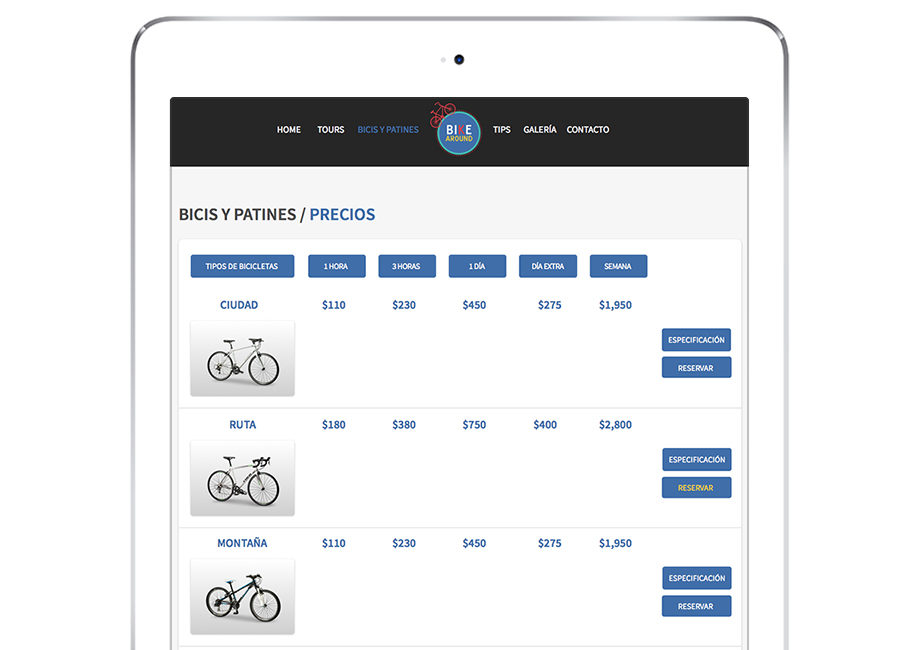 HOME TOURS BICIS Y PATINES BIKE AROUND TIPS GALERÍA CONTACTO
BICIS Y PATINES / PRECIOS
TIPOS DE BICICLETAS 1 HORA 3 HORAS 1 DÍA DÍA EXTRA SEMANA
CIUDAD $110 $230 $450 $275 $1,950
ESPECIFICACIÓN
RESERVAR
RUTA $180 $380 $750 $400 $2,800
ESPECIFICACIÓN
RESERVAR
MONTAÑA $110 $230 $450 $275 $1,950
ESPECIFICACIÓN
RESERVAR